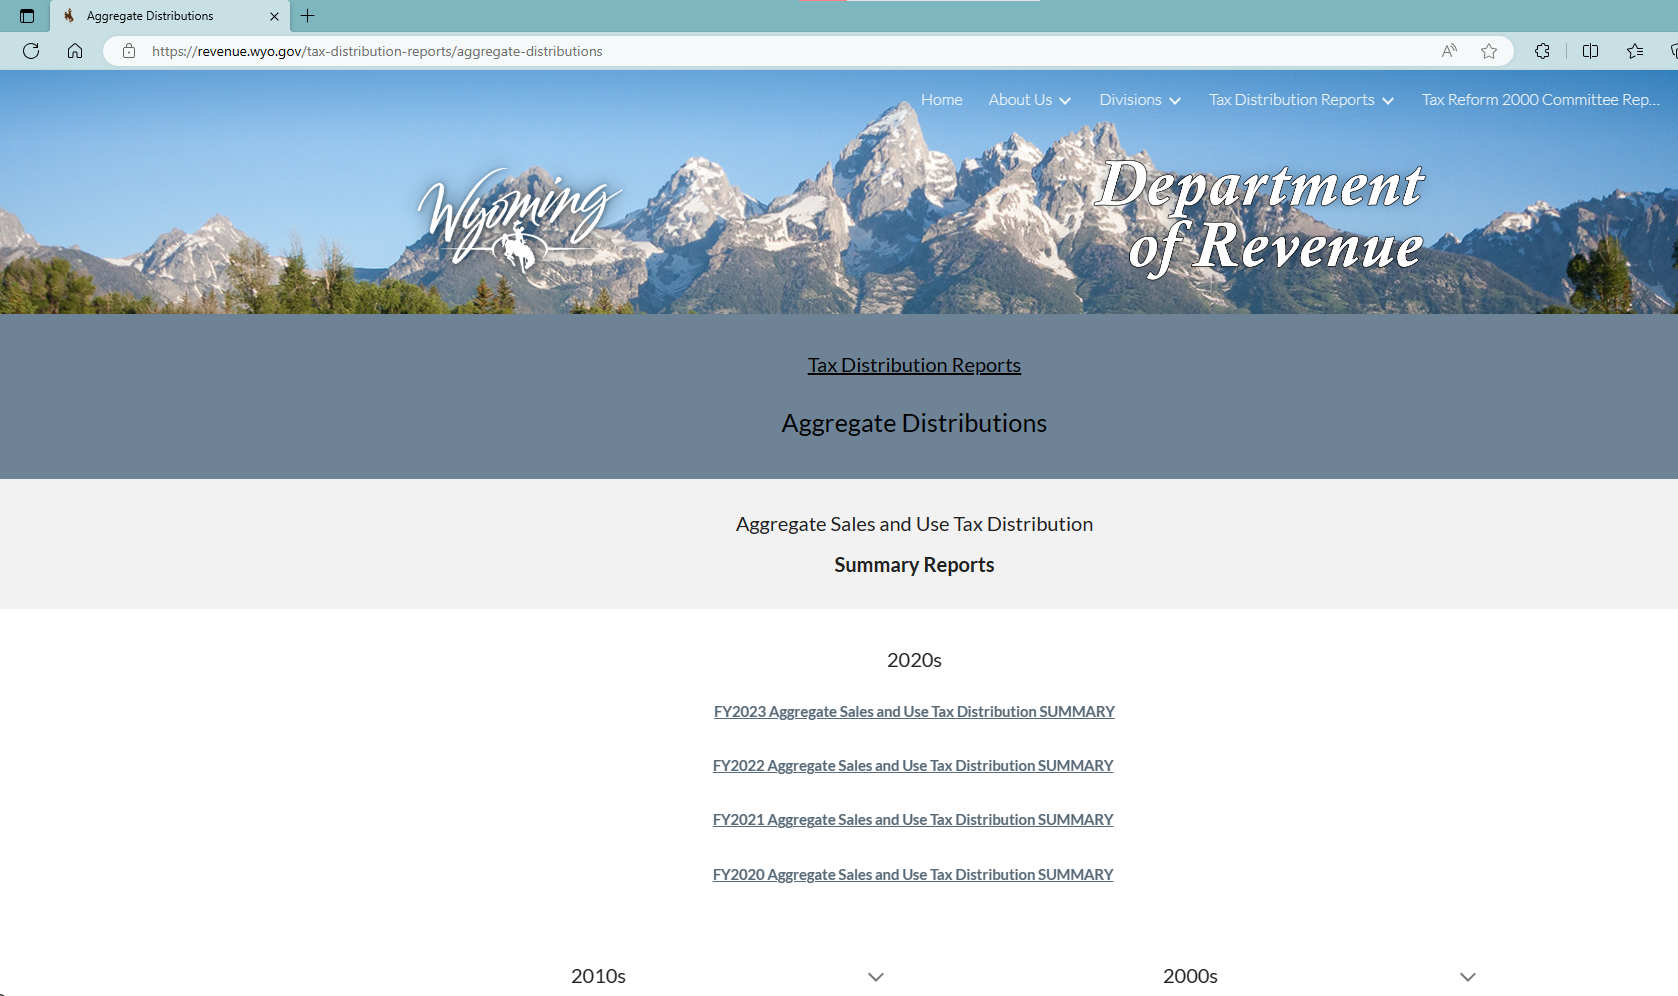 Aggregate Distributions
https://revenue.wyo.gov/tax-distribution-reports/aggregate-distributions
Home About Us Divisions Tax Distribution Reports Tax Reform 2000 Committee Rep...
Wyoming
Department
of Revenue
Tax Distribution Reports
Aggregate Distributions
Aggregate Sales and Use Tax Distribution
Summary Reports
2020s
FY2023 Aggregate Sales and Use Tax Distribution SUMMARY
FY2022 Aggregate Sales and Use Tax Distribution SUMMARY
FY2021 Aggregate Sales and Use Tax Distribution SUMMARY
FY2020 Aggregate Sales and Use Tax Distribution SUMMARY
2010s 2000s